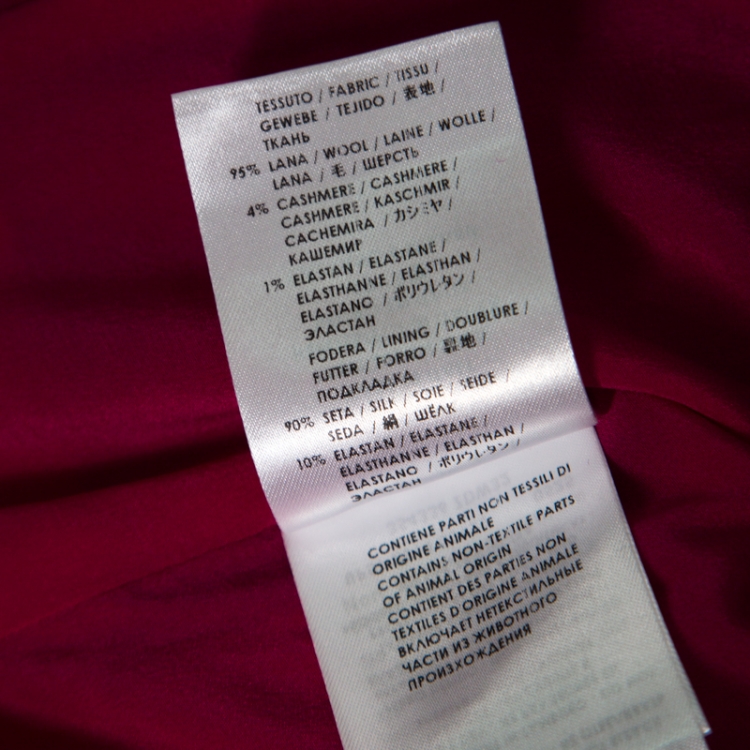 TESSUTO / FABRIC / TISSU /
GEWEBE / TEJIDO / 表地 /
ТКАНЬ
95% LANA / WOOL / LAINE / WOLLE /
LANA / 毛 / ШЕРСТЬ
4% CASHMERE / CASHMERE /
CASHMERE / KASCHMIR /
CACHEMIRA / カシミヤ /
КАШЕМИР
1% ELASTAN / ELASTANE /
ELASTHANNE / ELASTHAN /
ELASTANO / ポリウレタン /
ЭЛАСТАН
FODERA / LINING / DOUBLURE /
FUTTER / FORRO / 裏地 /
ПОДКЛАДКА
90% SETA / SILK / SOIE / SEIDE /
SEDA / 絹 / ШЁЛК
10% ELASTAN / ELASTANE /
ELASTHANNE / ELASTHAN /
ELASTANO / ポリウレタン /
ЭЛАСТАН
CONTIENE PARTI NON TESSILI DI
ORIGINE ANIMALE
CONTAINS NON-TEXTILE PARTS
OF ANIMAL ORIGIN
CONTIENT DES PARTIES NON
TEXTILES D'ORIGINE ANIMALE
ВКЛЮЧАЕТ НЕТЕКСТИЛЬНЫЕ
ЧАСТИ ИЗ ЖИВОТНОГО
ПРОИЗХОЖДЕНИЯ